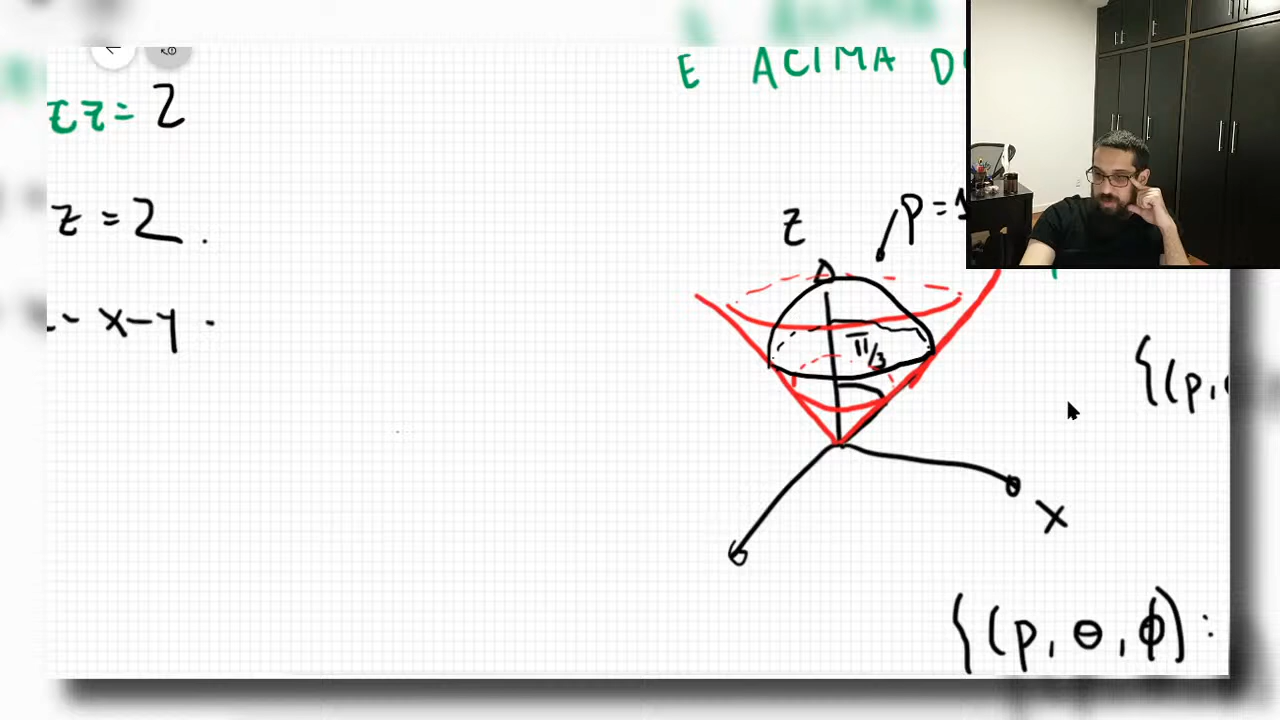 E ACIMA D
z = 2
z = 2 .
- x - y .
z
ρ = 1
π/3
{(ρ,
x
{(ρ, θ, φ) :